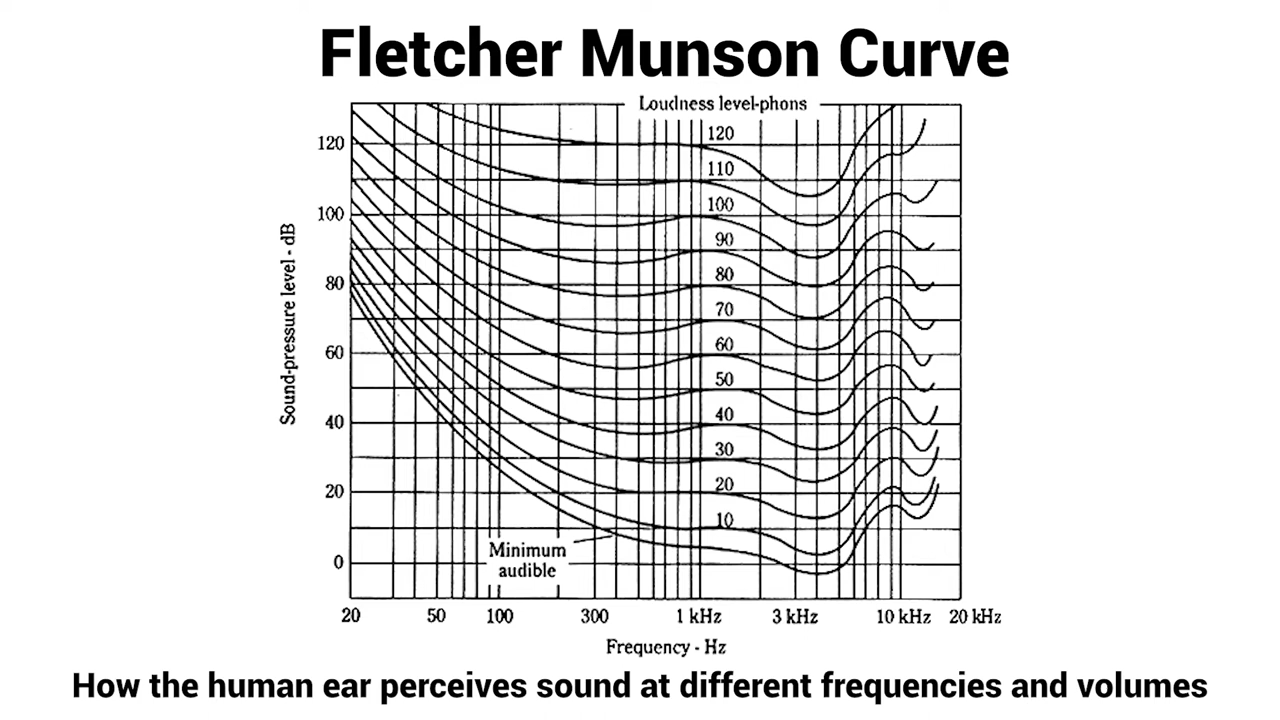 Fletcher Munson Curve
Loudness level-phons
120
110
100
90
80
70
60
50
40
30
20
10
Minimum
audible
Sound-pressure level - dB
120
100
80
60
40
20
0
20 50 100 300 1 kHz 3 kHz 10 kHz 20 kHz
Frequency - Hz
How the human ear perceives sound at different frequencies and volumes